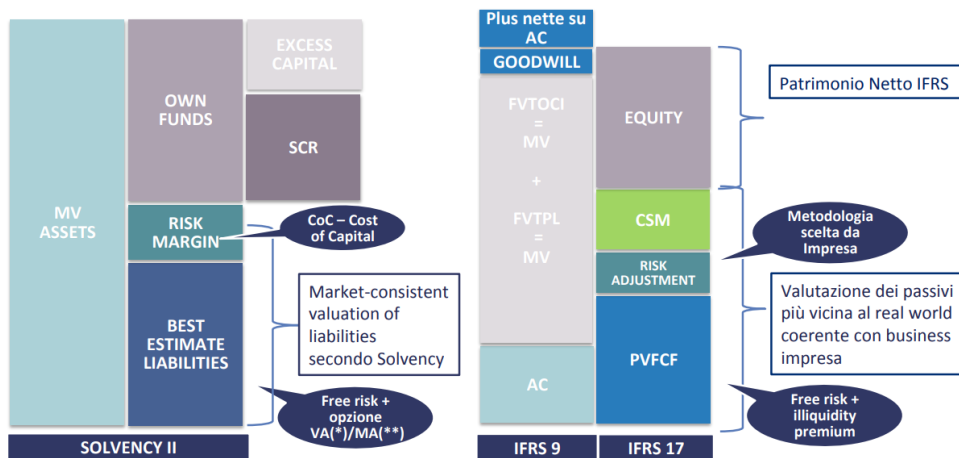 MV
ASSETS
OWN
FUNDS
RISK
MARGIN
BEST
ESTIMATE
LIABILITIES
EXCESS
CAPITAL
SCR
CoC – Cost
of Capital
Market-consistent
valuation of
liabilities
secondo Solvency
Free risk +
opzione
VA(*)/MA(**)
SOLVENCY II
Plus nette su
AC
GOODWILL
FVTOCI
=
MV
+
FVTPL
=
MV
AC
EQUITY
CSM
RISK
ADJUSTMENT
PVFCF
Patrimonio Netto IFRS
Metodologia
scelta da
Impresa
Valutazione dei passivi
più vicina al real world
coerente con business
impresa
Free risk +
illiquidity
premium
IFRS 9
IFRS 17